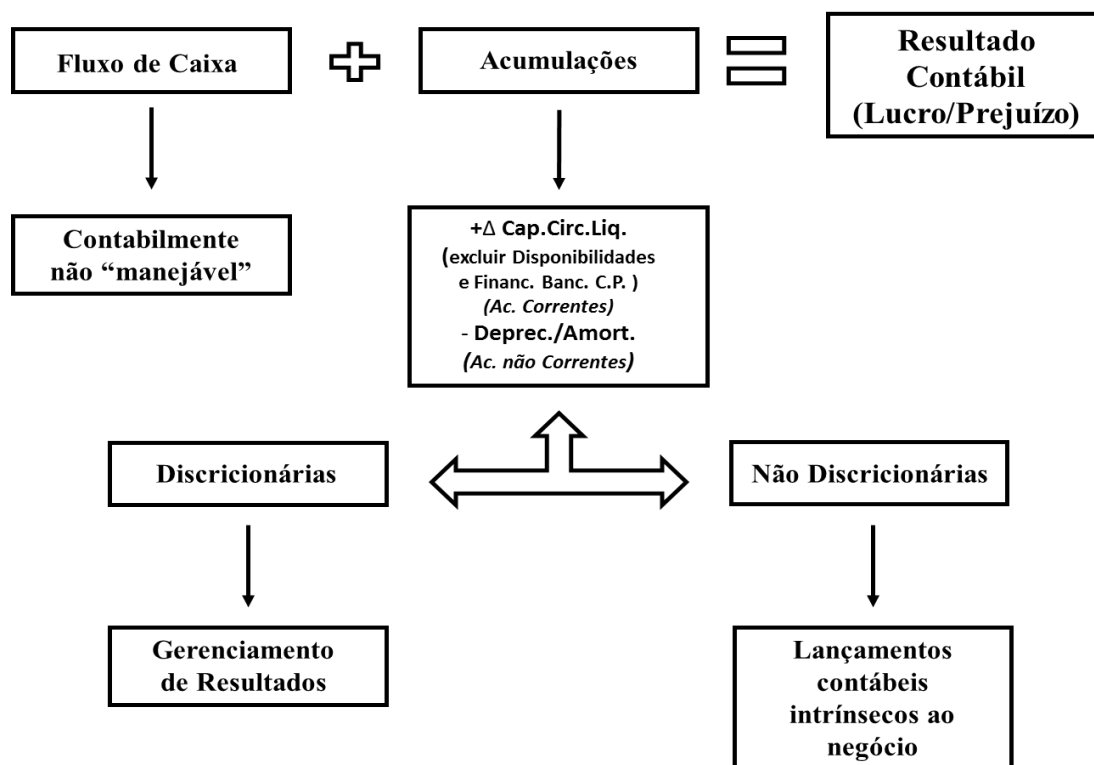 Fluxo de Caixa
Acumulações
Resultado
Contábil
(Lucro/Prejuízo)
Contabilmente
não “manejável”
+Δ Cap.Circ.Liq.
(excluir Disponibilidades
e Financ. Banc. C.P. )
(Ac. Correntes)
- Deprec./Amort.
(Ac. não Correntes)
Discricionárias
Não Discricionárias
Gerenciamento
de Resultados
Lançamentos
contábeis
intrínsecos ao
negócio